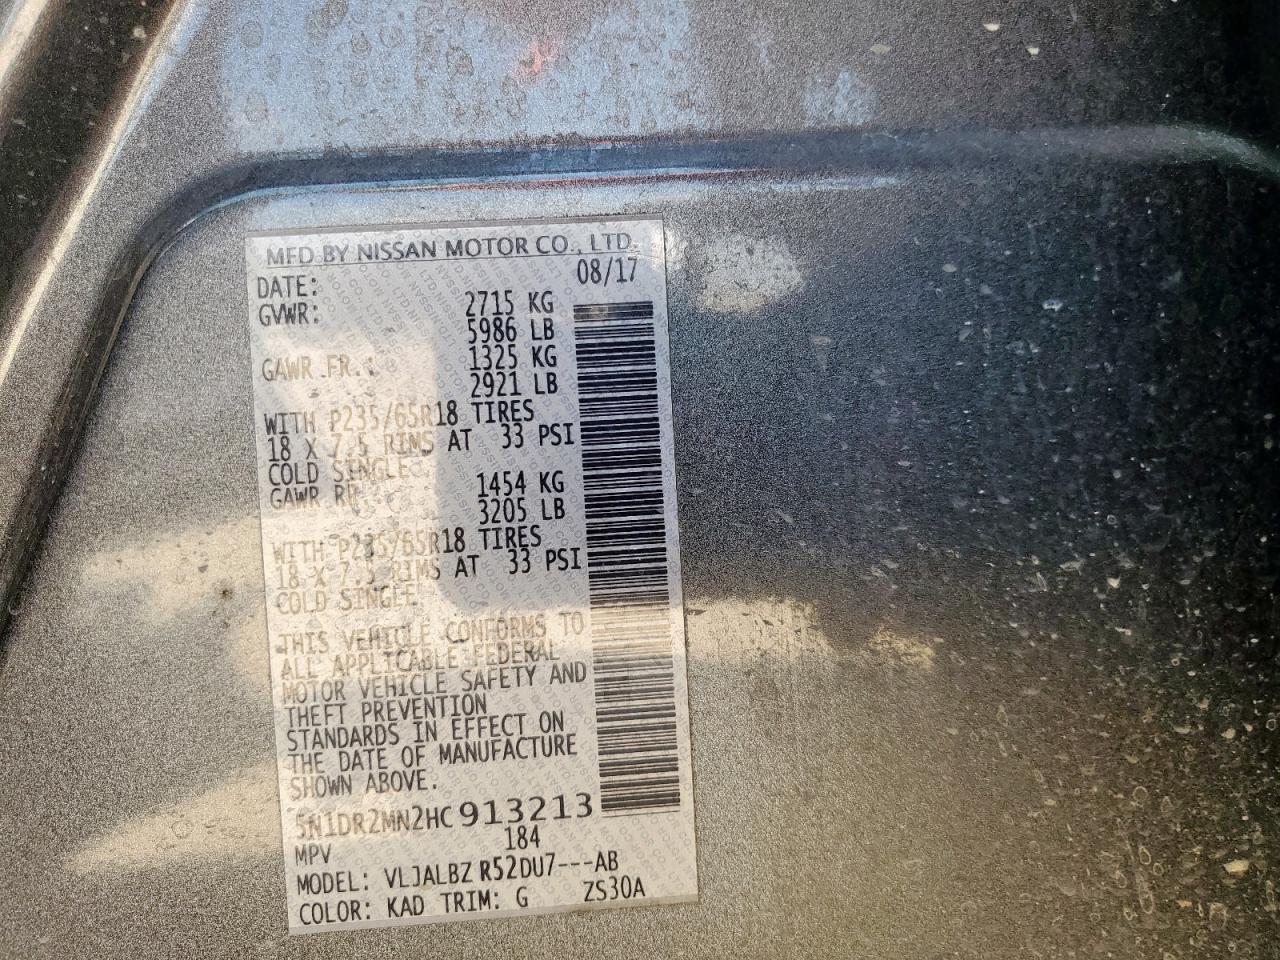 MFD BY NISSAN MOTOR CO., LTD.
DATE: 08/17
GVWR: 2715 KG
5986 LB
GAWR FR.: 1325 KG
2921 LB
WITH P235/65R18 TIRES
18 X 7.5 RIMS AT 33 PSI
COLD SINGLE
GAWR RR.: 1454 KG
3205 LB
WITH P235/65R18 TIRES
18 X 7.5 RIMS AT 33 PSI
COLD SINGLE
THIS VEHICLE CONFORMS TO
ALL APPLICABLE FEDERAL
MOTOR VEHICLE SAFETY AND
THEFT PREVENTION
STANDARDS IN EFFECT ON
THE DATE OF MANUFACTURE
SHOWN ABOVE.
5N1DR2MN2HC913213
MPV 184
MODEL: VLJALBZ R52DU7---AB
COLOR: KAD TRIM: G ZS30A